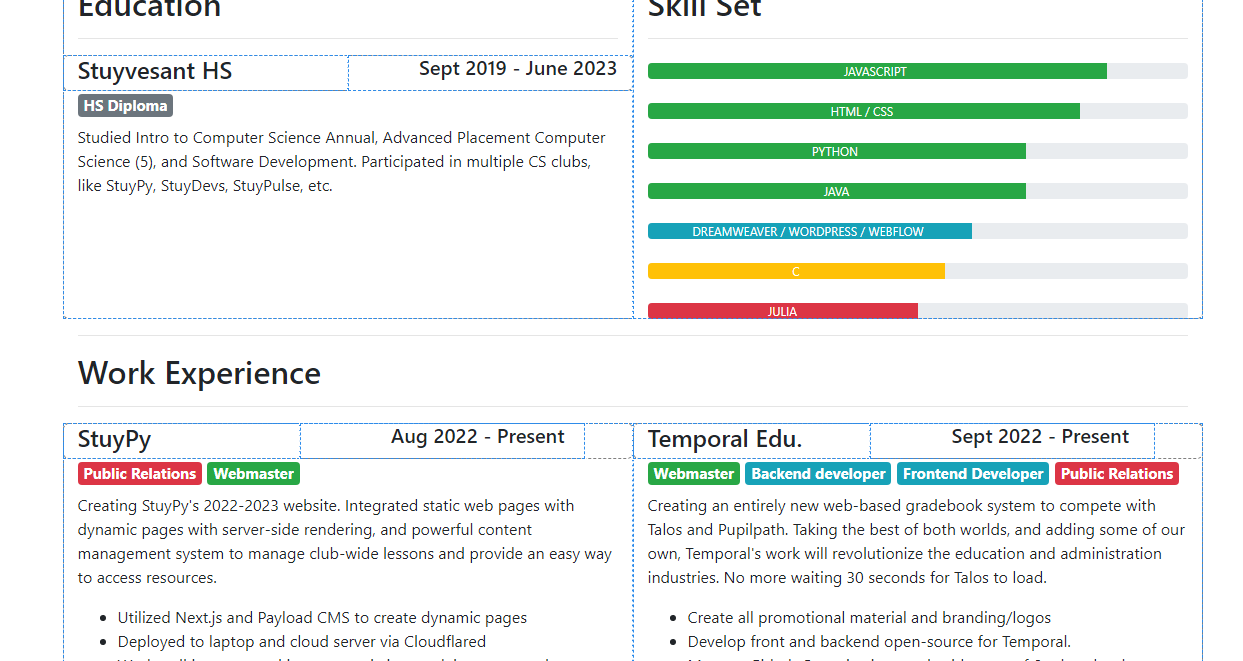 Education
Stuyvesant HS
Sept 2019 - June 2023
HS Diploma
Studied Intro to Computer Science Annual, Advanced Placement Computer
Science (5), and Software Development. Participated in multiple CS clubs,
like StuyPy, StuyDevs, StuyPulse, etc.
Skill Set
JAVASCRIPT
HTML / CSS
PYTHON
JAVA
DREAMWEAVER / WORDPRESS / WEBFLOW
C
JULIA
Work Experience
StuyPy
Aug 2022 - Present
Public Relations Webmaster
Creating StuyPy's 2022-2023 website. Integrated static web pages with
dynamic pages with server-side rendering, and powerful content
management system to manage club-wide lessons and provide an easy way
to access resources.
Utilized Next.js and Payload CMS to create dynamic pages
Deployed to laptop and cloud server via Cloudflared
Temporal Edu.
Sept 2022 - Present
Webmaster Backend developer Frontend Developer Public Relations
Creating an entirely new web-based gradebook system to compete with
Talos and Pupilpath. Taking the best of both worlds, and adding some of our
own, Temporal's work will revolutionize the education and administration
industries. No more waiting 30 seconds for Talos to load.
Create all promotional material and branding/logos
Develop front and backend open-source for Temporal.